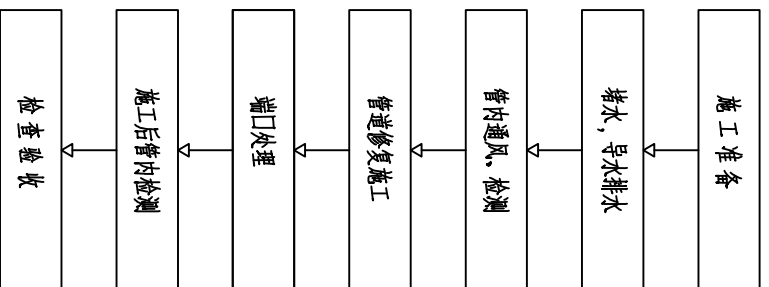 施工准备
堵水，导水排水
管内通风、检测
管道修复施工
端口处理
施工后管内检测
检查验收